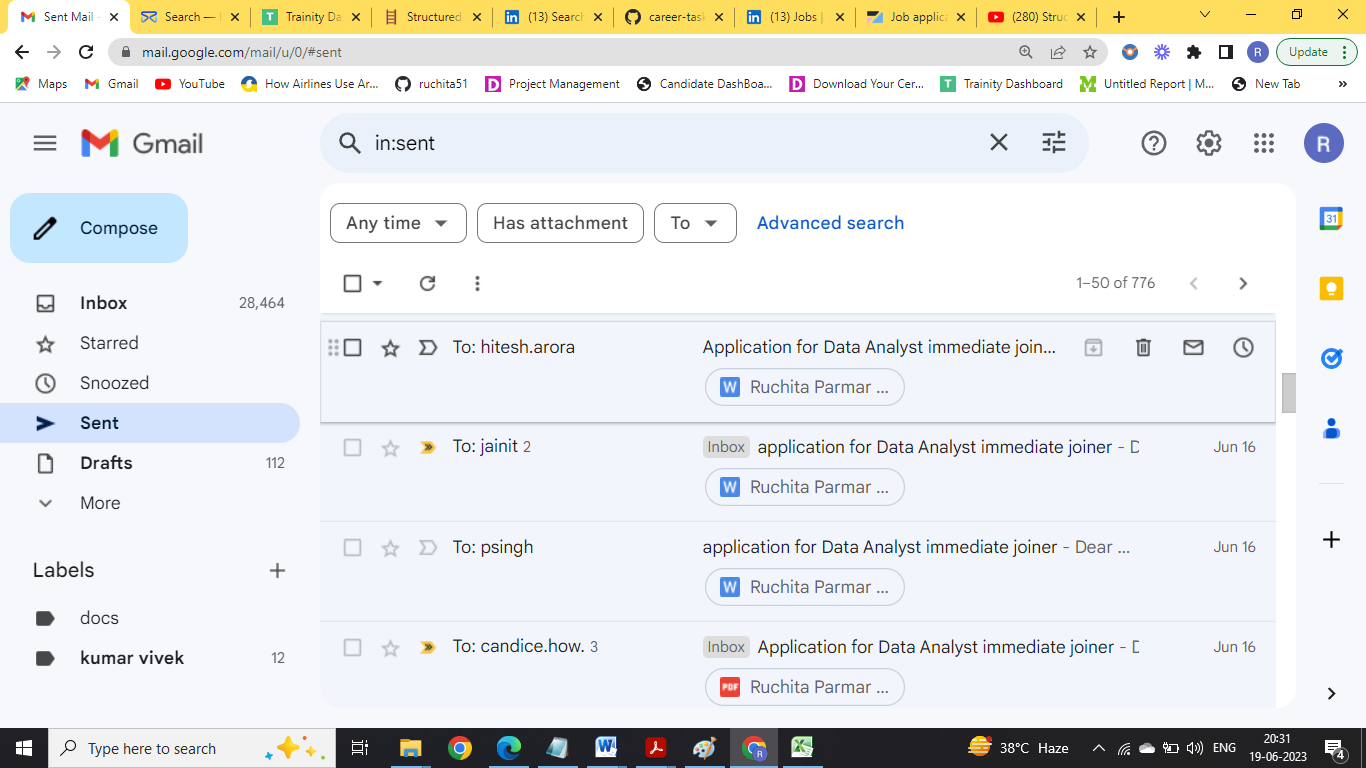 Sent Mail -
Search —
Trainity Da
Structured
(13) Searc
career-task
(13) Jobs |
Job applica
(280) Struc
mail.google.com/mail/u/0/#sent
R
Update
Maps
Gmail
YouTube
How Airlines Use Ar...
ruchita51
Project Management
Candidate DashBoa...
Download Your Cer...
Trainity Dashboard
Untitled Report | M...
New Tab
»
Gmail
in:sent
R
Compose
Any time
Has attachment
To
Advanced search
31
1–50 of 776
Inbox 28,464
Starred
Snoozed
Sent
Drafts 112
More
Labels
docs
kumar vivek 12
To: hitesh.arora
Application for Data Analyst immediate join...
W Ruchita Parmar ...
To: jainit 2
Inbox application for Data Analyst immediate joiner - D
Jun 16
W Ruchita Parmar ...
To: psingh
application for Data Analyst immediate joiner - Dear ...
Jun 16
W Ruchita Parmar ...
To: candice.how. 3
Inbox Application for Data Analyst immediate joiner - D
Jun 16
PDF Ruchita Parmar ...
Type here to search
38°C Haze
ENG
20:31
19-06-2023
4